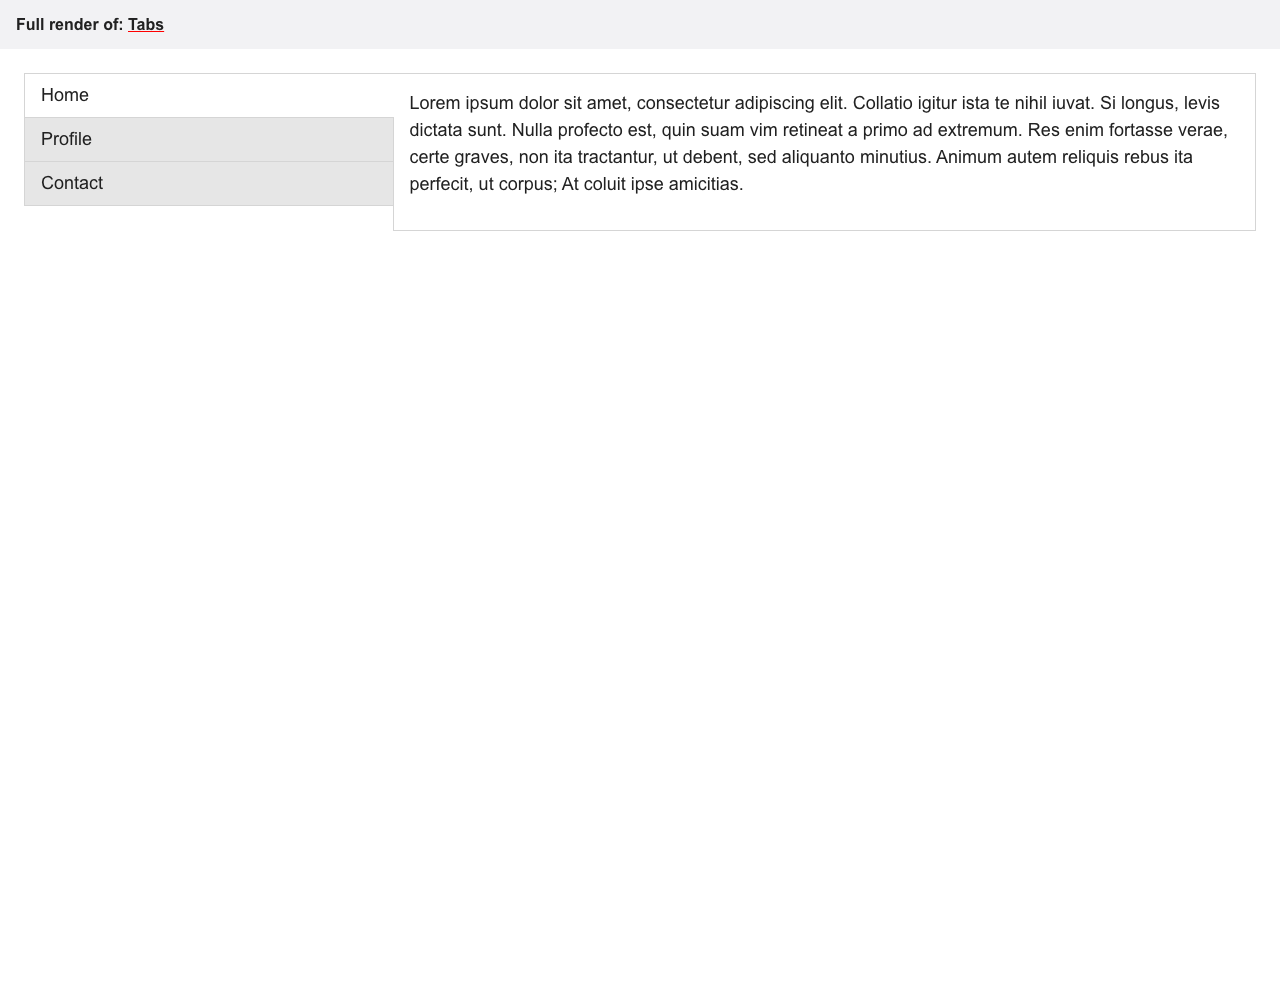 Full render of: Tabs
Home
Profile
Contact
Lorem ipsum dolor sit amet, consectetur adipiscing elit. Collatio igitur ista te nihil iuvat. Si longus, levis
dictata sunt. Nulla profecto est, quin suam vim retineat a primo ad extremum. Res enim fortasse verae,
certe graves, non ita tractantur, ut debent, sed aliquanto minutius. Animum autem reliquis rebus ita
perfecit, ut corpus; At coluit ipse amicitias.